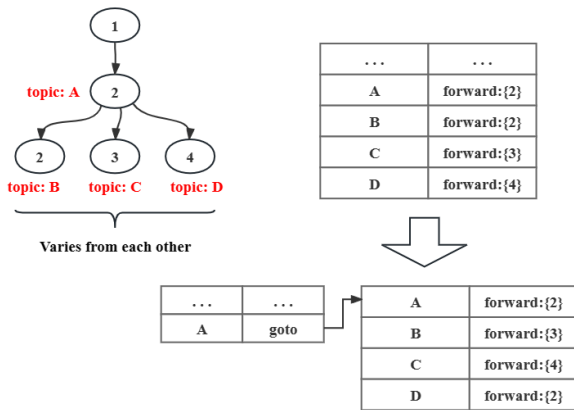 1
topic: A 2
2 3 4
topic: B topic: C topic: D
Varies from each other
... ...
A forward:{2}
B forward:{2}
C forward:{3}
D forward:{4}
... ...
A goto
A forward:{2}
B forward:{3}
C forward:{4}
D forward:{2}